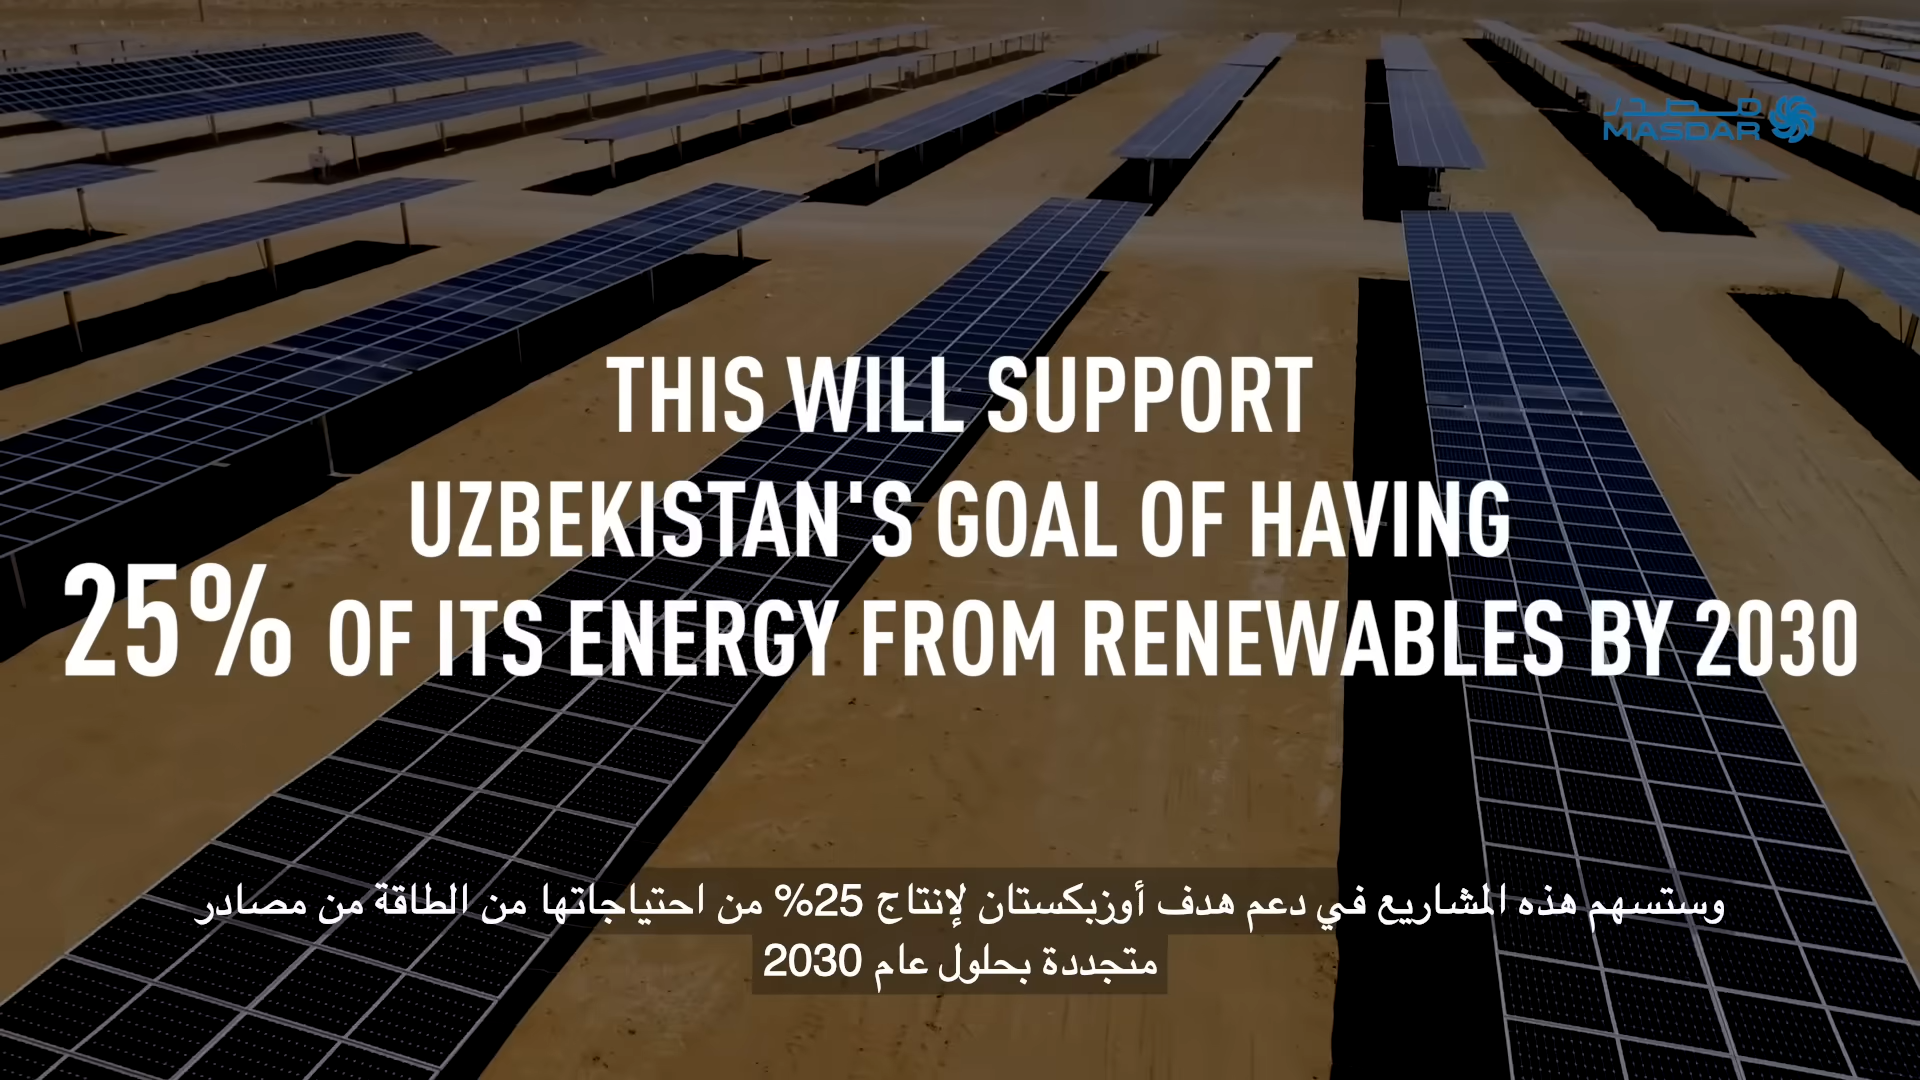 مصدر
MASDAR
THIS WILL SUPPORT
UZBEKISTAN'S GOAL OF HAVING
25% OF ITS ENERGY FROM RENEWABLES BY 2030
وستسهم هذه المشاريع في دعم هدف أوزبكستان لإنتاج 25% من احتياجاتها من الطاقة من مصادر
متجددة بحلول عام 2030